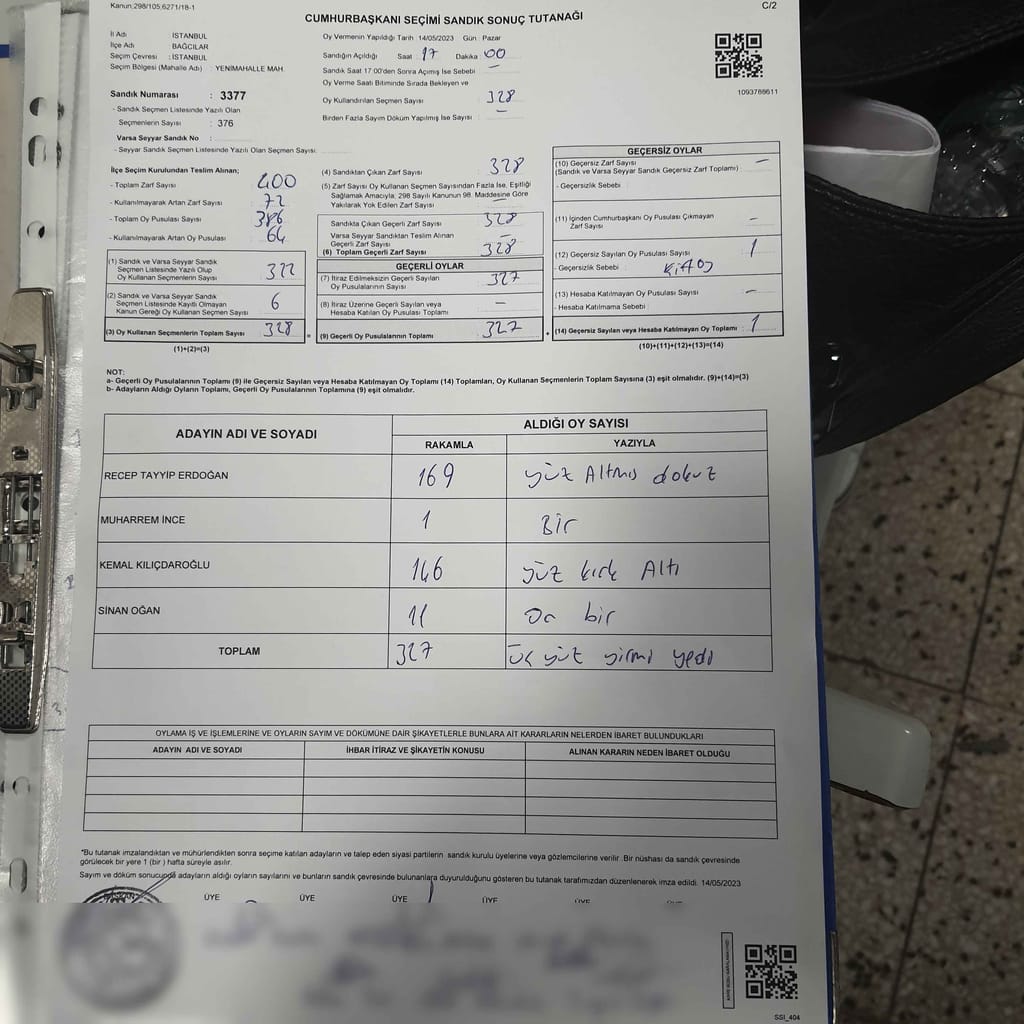 Kanun.298/105,6271/18-1
C/2
CUMHURBAŞKANI SEÇİMİ SANDIK SONUÇ TUTANAĞI
İl Adı : İSTANBUL
İlçe Adı : BAĞCILAR
Seçim Çevresi : İSTANBUL
Seçim Bölgesi (Mahalle Adı) : YENİMAHALLE MAH.
Sandık Numarası : 3377
- Sandık Seçmen Listesinde Yazılı Olan
Seçmenlerin Sayısı : 376
Varsa Seyyar Sandık No :
- Seyyar Sandık Seçmen Listesinde Yazılı Olan Seçmen Sayısı:
Oy Vermenin Yapıldığı Tarih : 14/05/2023 Gün : Pazar
Sandığın Açıldığı Saat 17 Dakika 00
Sandık Saat 17:00'den Sonra Açımış İse Sebebi : —
Oy Verme Saati Bitiminde Sırada Bekleyen ve
Oy Kullandırılan Seçmen Sayısı : 328
Birden Fazla Sayım Döküm Yapılmış İse Sayısı : —
1093788611
İlçe Seçim Kurulundan Teslim Alınan;
- Toplam Zarf Sayısı : 400
- Kullanılmayarak Artan Zarf Sayısı : 72
- Toplam Oy Pusulası Sayısı : 386
- Kullanılmayarak Artan Oy Pusulası : 64
(1) Sandık ve Varsa Seyyar Sandık
Seçmen Listesinde Yazılı Olup
Oy Kullanan Seçmenlerin Sayısı : 322
(2) Sandık ve Varsa Seyyar Sandık
Seçmen Listesinde Kayıtlı Olmayan
Kanun Gereği Oy Kullanan Seçmen Sayısı : 6
(3) Oy Kullanan Seçmenlerin Toplam Sayısı : 328
(1)+(2)=(3)
(4) Sandıktan Çıkan Zarf Sayısı : 328
(5) Zarf Sayısı Oy Kullanan Seçmen Sayısından Fazla İse, Eşitliği
Sağlamak Amacıyla; 298 Sayılı Kanunun 98. Maddesine Göre
Yakılarak Yok Edilen Zarf Sayısı : —
Sandıkta Çıkan Geçerli Zarf Sayısı : 328
Varsa Seyyar Sandıktan Teslim Alınan
Geçerli Zarf Sayısı : —
(6) Toplam Geçerli Zarf Sayısı : 328
GEÇERLİ OYLAR
(7) İtiraz Edilmeksizin Geçerli Sayılan
Oy Pusulalarının Sayısı : 327
(8) İtiraz Üzerine Geçerli Sayılan veya
Hesaba Katılan Oy Pusulası Toplamı : —
= (9) Geçerli Oy Pusulalarının Toplamı : 327
GEÇERSİZ OYLAR
(10) Geçersiz Zarf Sayısı : —
(Sandık ve Varsa Seyyar Sandık Geçersiz Zarf Toplamı)
- Geçersizlik Sebebi :
(11) İçinden Cumhurbaşkanı Oy Pusulası Çıkmayan
Zarf Sayısı : —
(12) Geçersiz Sayılan Oy Pusulası Sayısı : 1
- Geçersizlik Sebebi :
(13) Hesaba Katılmayan Oy Pusulası Sayısı : —
- Hesaba Katılmama Sebebi :
+ (14) Geçersiz Sayılan veya Hesaba Katılmayan Oy Toplamı : 1
(10)+(11)+(12)+(13)=(14)
NOT:
a- Geçerli Oy Pusulalarının Toplamı (9) ile Geçersiz Sayılan veya Hesaba Katılmayan Oy Toplamı (14) Toplamları, Oy Kullanan Seçmenlerin Toplam Sayısına (3) eşit olmalıdır. (9)+(14)=(3)
b- Adayların Aldığı Oyların Toplamı, Geçerli Oy Pusulalarının Toplamına (9) eşit olmalıdır.
ADAYIN ADI VE SOYADI ALDIĞI OY SAYISI
RAKAMLA YAZIYLA
RECEP TAYYİP ERDOĞAN 169 yüz Altmış dokuz
MUHARREM İNCE 1 Bir
KEMAL KILIÇDAROĞLU 146 yüz kırk Altı
SİNAN OĞAN 11 On bir
TOPLAM 327 üç yüz yirmi yedi
OYLAMA İŞ VE İŞLEMLERİNE VE OYLARIN SAYIM VE DÖKÜMÜNE DAİR ŞİKAYETLERLE BUNLARA AİT KARARLARIN NELERDEN İBARET BULUNDUKLARI
ADAYIN ADI VE SOYADI İHBAR İTİRAZ VE ŞİKAYETİN KONUSU ALINAN KARARIN NEDEN İBARET OLDUĞU
*Bu tutanak imzalandıktan ve mühürlendikten sonra seçime katılan adayların ve talep eden siyasi partilerin sandık kurulu üyelerine veya gözlemcilerine verilir .Bir nüshası da sandık çevresinde
görülecek bir yere 1 (bir) hafta süreyle asılır.
Sayım ve döküm sonucunda adayların aldığı oyların sayılarını ve bunların sandık çevresinde bulunanlara duyurulduğunu gösteren bu tutanak tarafımızdan düzenlenerek imza edildi. 14/05/2023
BAŞKAN ÜYE ÜYE ÜYE ÜYE ÜYE ÜYE
SSI_404